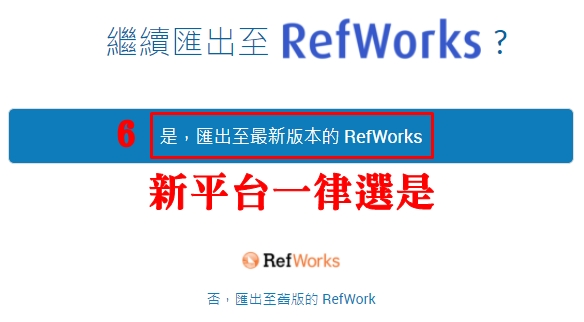 繼續匯出至 RefWorks ?
6 是，匯出至最新版本的 RefWorks
新平台一律選是
RefWorks
否，匯出至舊版的 RefWork